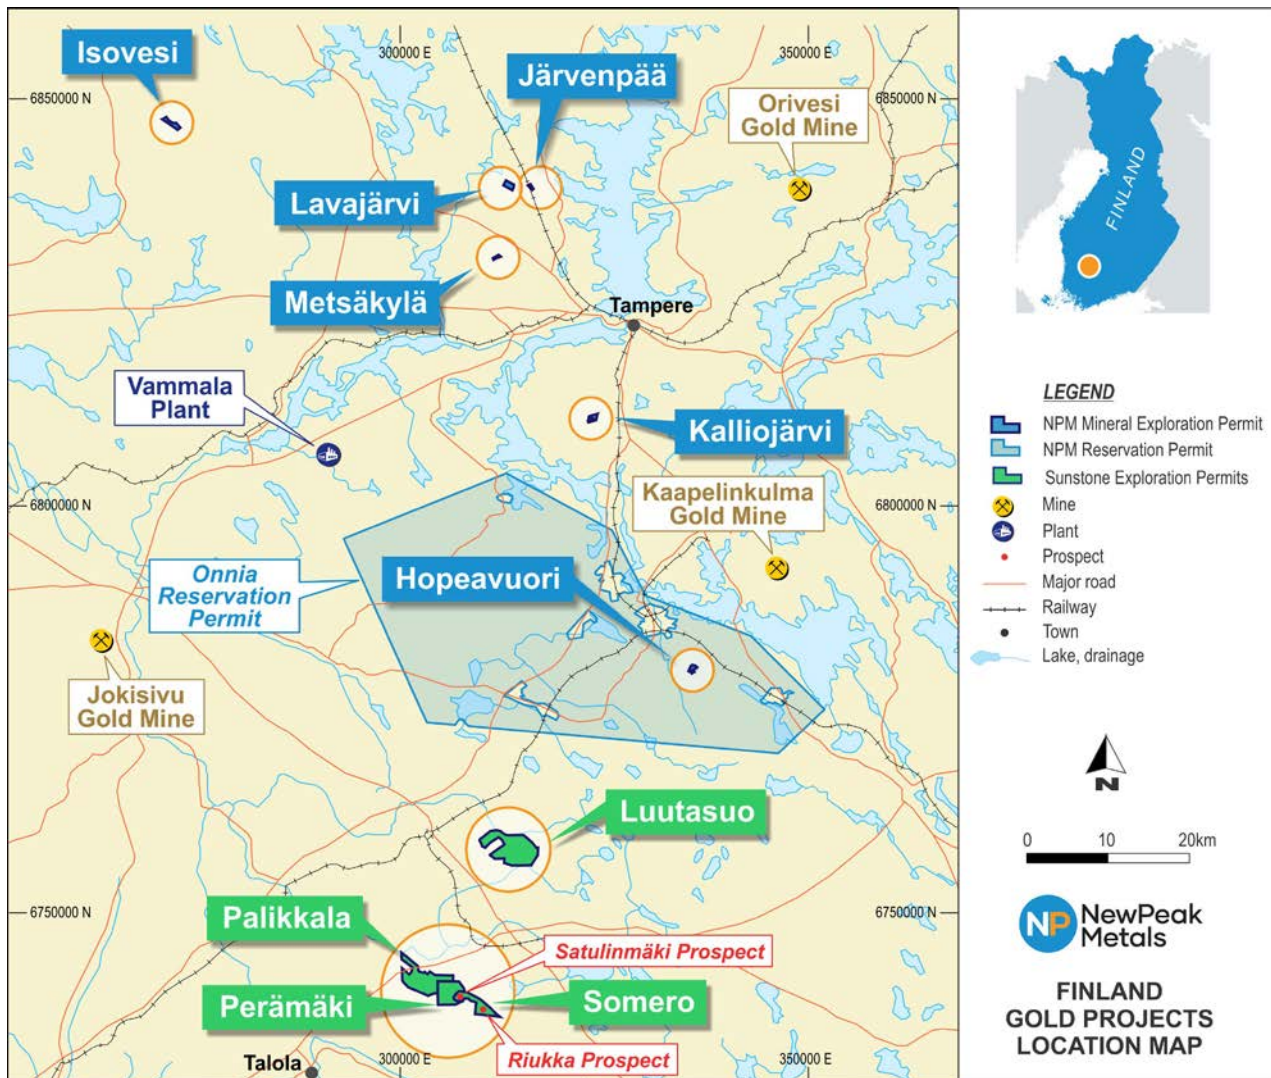 300000 E
350000 E
Isovesi
Järvenpää
6850000 N
6850000 N
Orivesi
Gold Mine
Lavajärvi
Metsäkylä
Tampere
Vammala
Plant
Kalliojärvi
Kaapelinkulma
Gold Mine
6800000 N
6800000 N
Onnia
Reservation
Permit
Hopeavuori
Jokisivu
Gold Mine
Luutasuo
6750000 N
6750000 N
Palikkala
Satulinmäki Prospect
Perämäki
Somero
Riukka Prospect
Talola
300000 E
350000 E
FINLAND
LEGEND
NPM Mineral Exploration Permit
NPM Reservation Permit
Sunstone Exploration Permits
Mine
Plant
Prospect
Major road
Railway
Town
Lake, drainage
N
0 10 20km
NP NewPeak
Metals
FINLAND
GOLD PROJECTS
LOCATION MAP